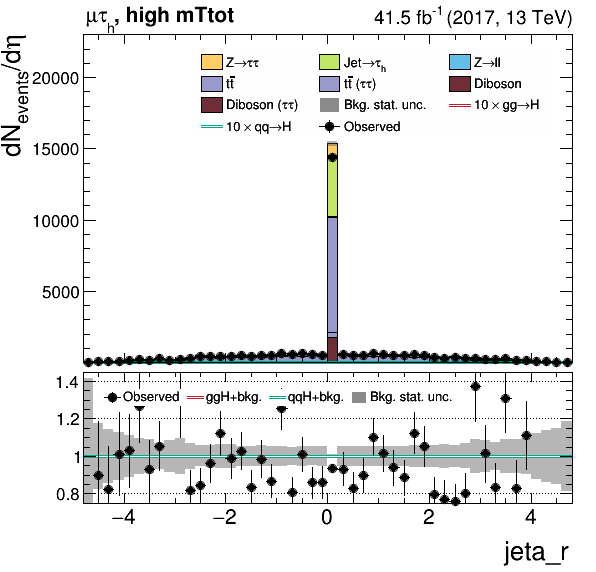 μτh, high mTtot 41.5 fb-1 (2017, 13 TeV)
dNevents/dη
Z→ττ Jet→τh Z→ll
tt̄ tt̄ (ττ) Diboson
Diboson (ττ) Bkg. stat. unc. 10 × gg→H
10 × qq→H Observed
20000
15000
10000
5000
1.4
Observed ggH+bkg. qqH+bkg. Bkg. stat. unc.
1.2
1
0.8
−4 −2 0 2 4
jeta_r